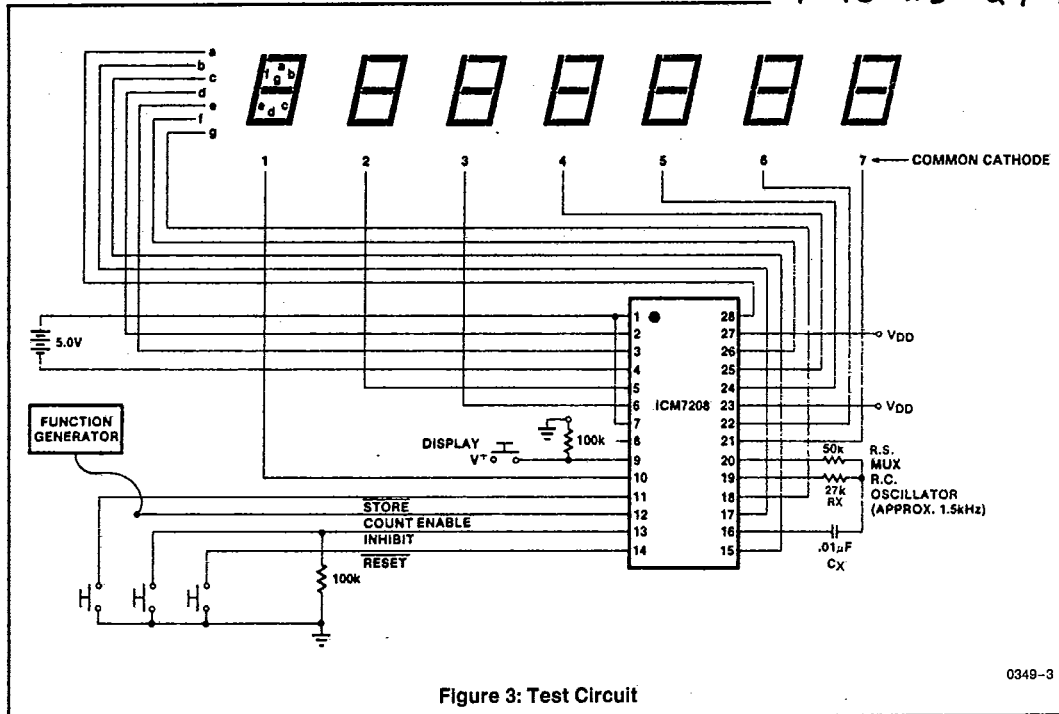 a
b
c
d
e
f
g
a
f b
g
e c
d
1 2 3 4 5 6 7 COMMON CATHODE
5.0V
1 28
2 27 VDD
3 26
4 25
5 24
6 ICM7208 23 VDD
7 22
8 21
9 20
10 19
11 18
12 17
13 16
14 15
FUNCTION
GENERATOR
DISPLAY
V+
100k
50k
27k
RX
R.S.
MUX
R.C.
OSCILLATOR
(APPROX. 1.5kHz)
.01µF
CX
STORE
COUNT ENABLE
INHIBIT
RESET
100k
0349-3
Figure 3: Test Circuit